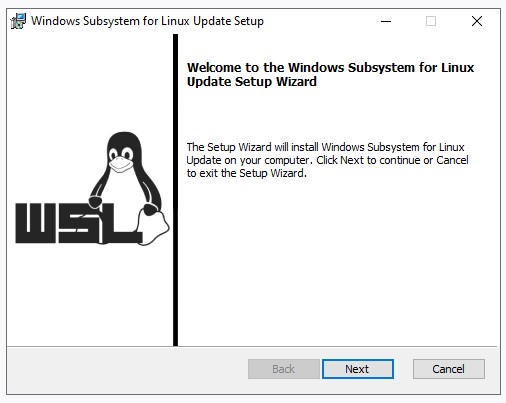 Windows Subsystem for Linux Update Setup
Welcome to the Windows Subsystem for Linux
Update Setup Wizard
The Setup Wizard will install Windows Subsystem for Linux
Update on your computer. Click Next to continue or Cancel
to exit the Setup Wizard.
WSL
Back
Next
Cancel